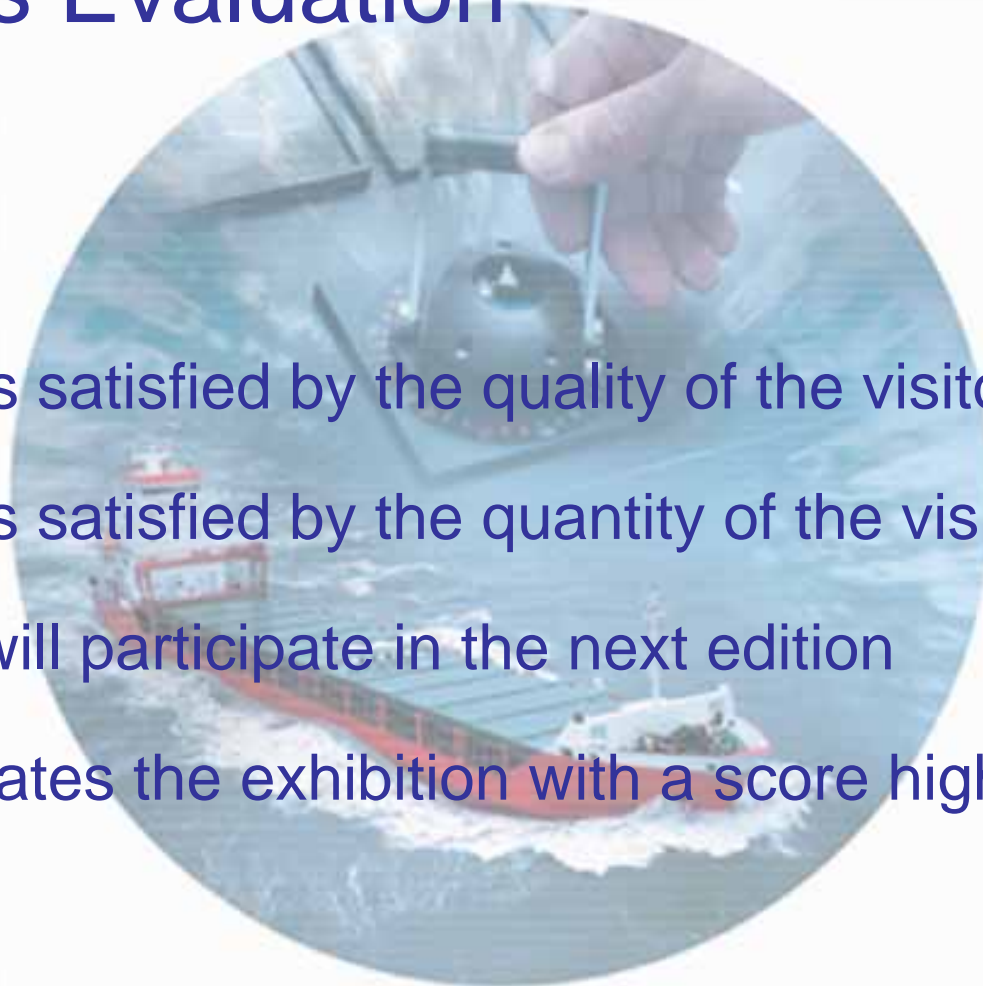 s Evaluation
s satisfied by the quality of the visito
s satisfied by the quantity of the vis
will participate in the next edition
ates the exhibition with a score high